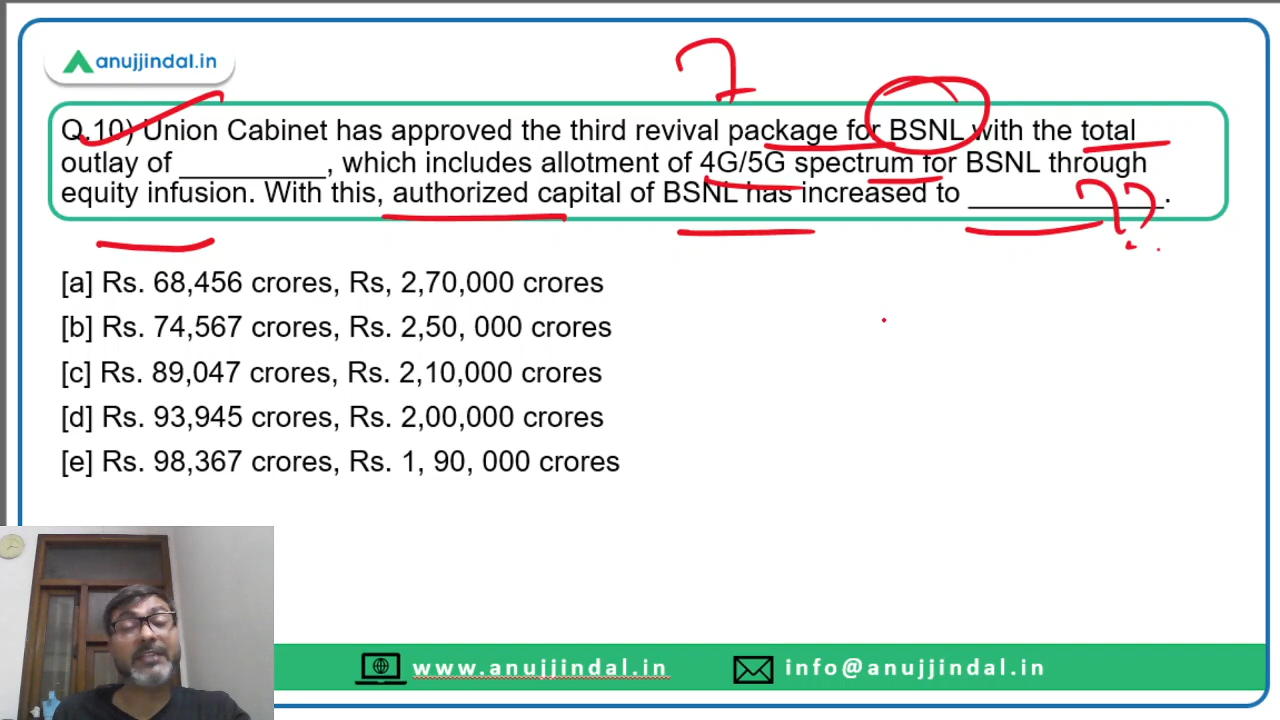 anujjindal.in
7
Q.10) Union Cabinet has approved the third revival package for BSNL with the total
outlay of __________, which includes allotment of 4G/5G spectrum for BSNL through
equity infusion. With this, authorized capital of BSNL has increased to _____________.
??
[a] Rs. 68,456 crores, Rs, 2,70,000 crores
[b] Rs. 74,567 crores, Rs. 2,50, 000 crores
[c] Rs. 89,047 crores, Rs. 2,10,000 crores
[d] Rs. 93,945 crores, Rs. 2,00,000 crores
[e] Rs. 98,367 crores, Rs. 1, 90, 000 crores
www.anujjindal.in
info@anujjindal.in